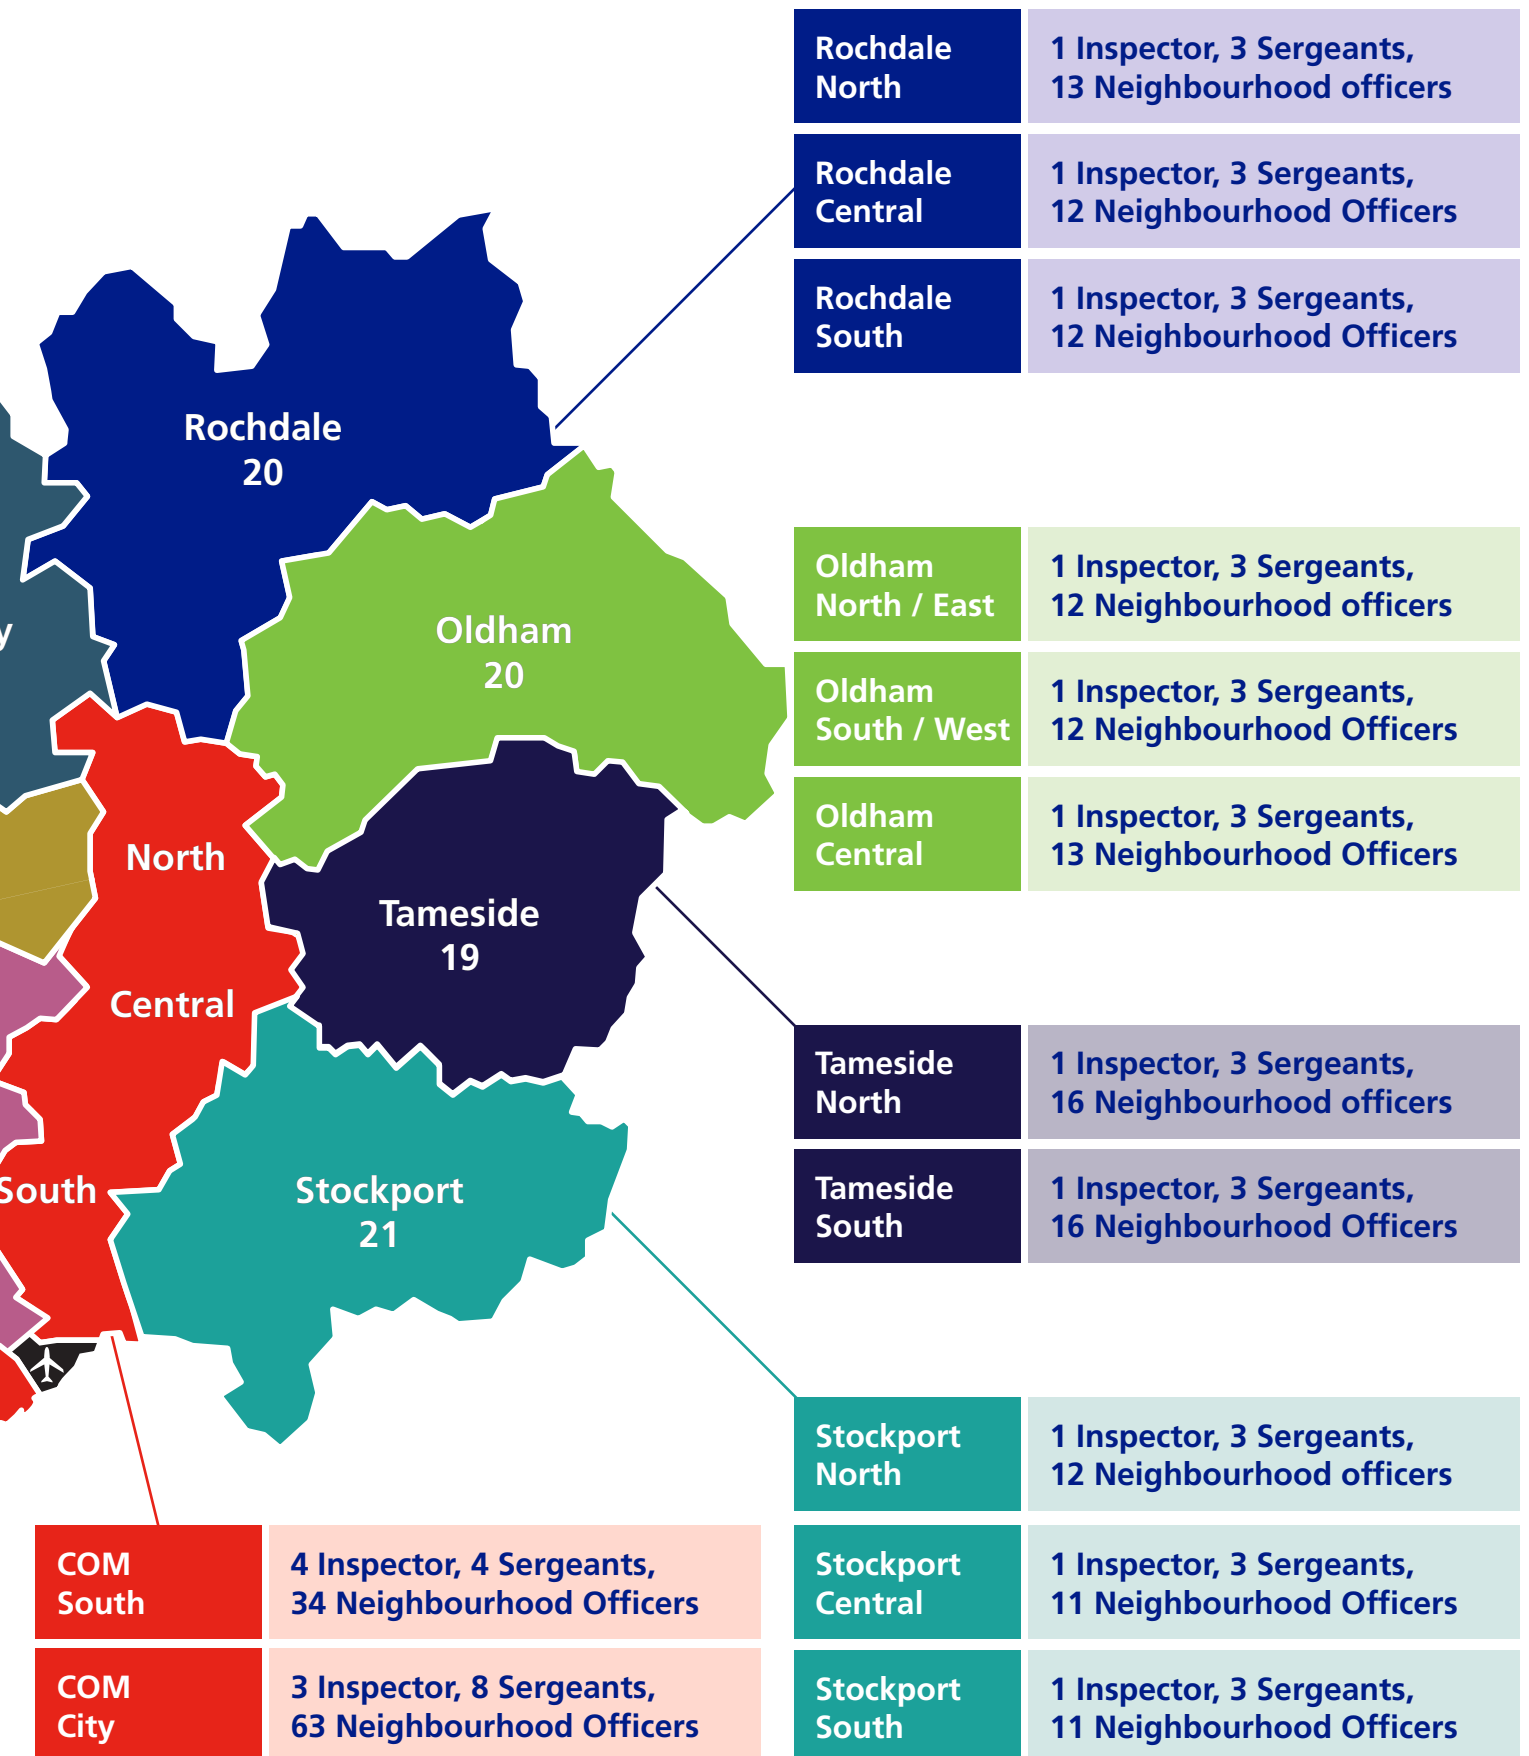 Rochdale
North
1 Inspector, 3 Sergeants,
13 Neighbourhood officers
Rochdale
Central
1 Inspector, 3 Sergeants,
12 Neighbourhood Officers
Rochdale
South
1 Inspector, 3 Sergeants,
12 Neighbourhood Officers
Rochdale
20
Oldham
20
y
Oldham
North / East
1 Inspector, 3 Sergeants,
12 Neighbourhood officers
Oldham
South / West
1 Inspector, 3 Sergeants,
12 Neighbourhood Officers
Oldham
Central
1 Inspector, 3 Sergeants,
13 Neighbourhood Officers
North
Tameside
19
Central
Tameside
North
1 Inspector, 3 Sergeants,
16 Neighbourhood officers
Tameside
South
1 Inspector, 3 Sergeants,
16 Neighbourhood Officers
South
Stockport
21
Stockport
North
1 Inspector, 3 Sergeants,
12 Neighbourhood officers
COM
South
4 Inspector, 4 Sergeants,
34 Neighbourhood Officers
Stockport
Central
1 Inspector, 3 Sergeants,
11 Neighbourhood Officers
COM
City
3 Inspector, 8 Sergeants,
63 Neighbourhood Officers
Stockport
South
1 Inspector, 3 Sergeants,
11 Neighbourhood Officers